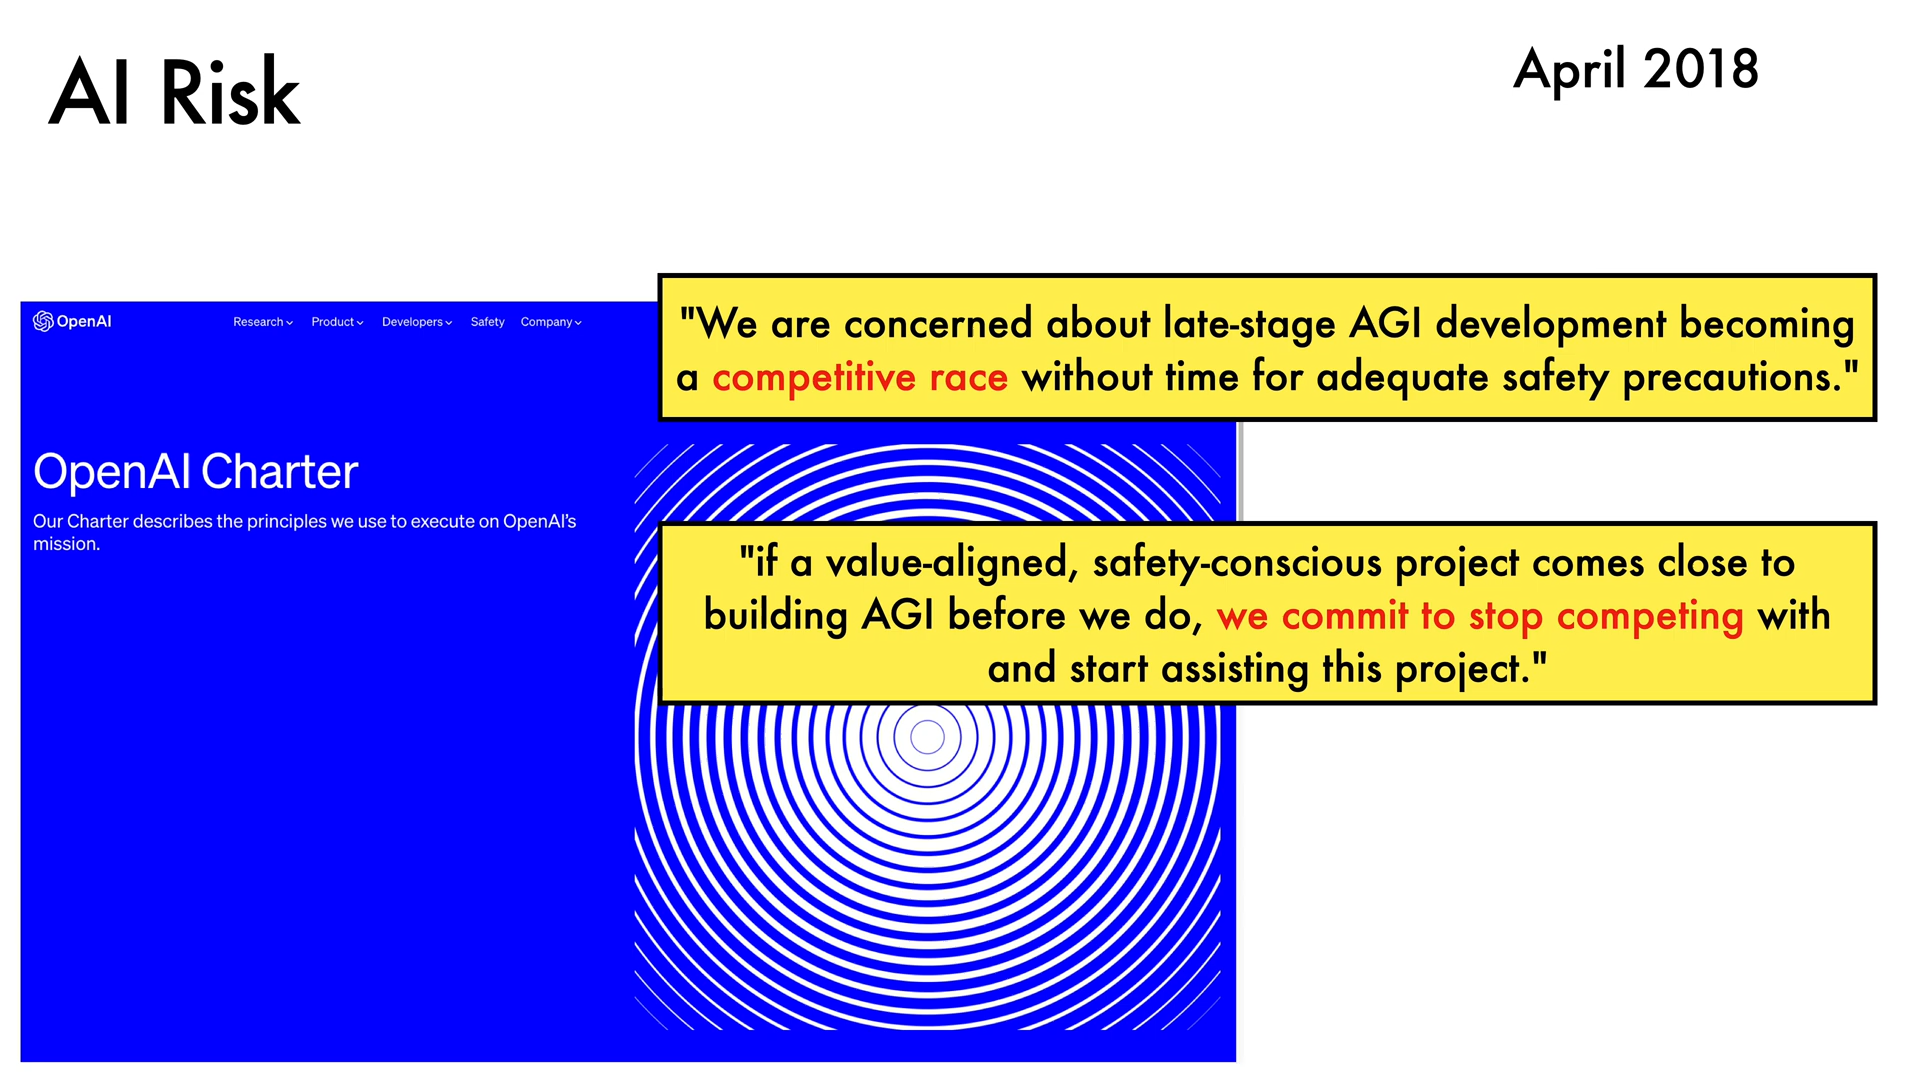 AI Risk
April 2018
OpenAI
Research Product Developers Safety Company
"We are concerned about late-stage AGI development becoming
a competitive race without time for adequate safety precautions."
OpenAI Charter
Our Charter describes the principles we use to execute on OpenAI's
mission.
"if a value-aligned, safety-conscious project comes close to
building AGI before we do, we commit to stop competing with
and start assisting this project."